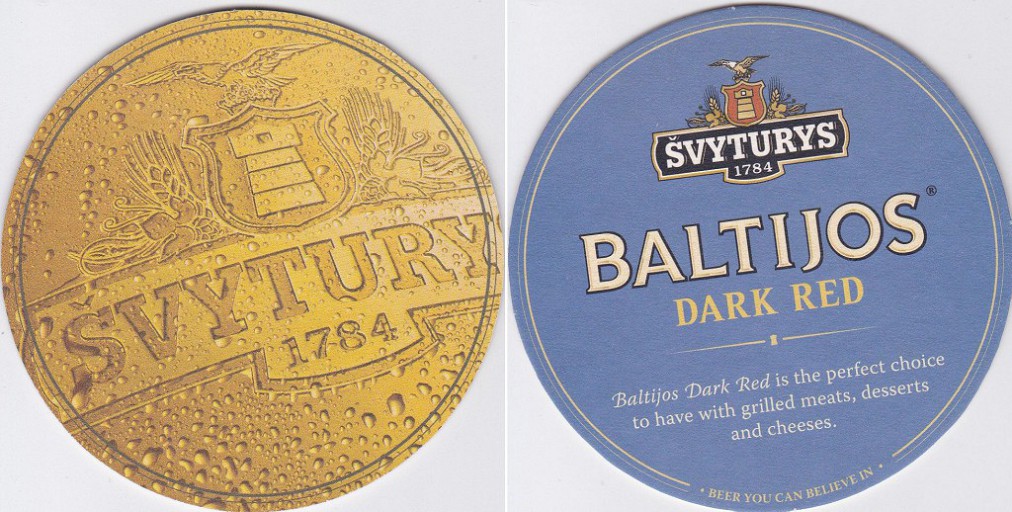 ŠVYTURY
1784
ŠVYTURYS
1784
BALTIJOS®
DARK RED
Baltijos Dark Red is the perfect choice
to have with grilled meats, desserts
and cheeses.
• BEER YOU CAN BELIEVE IN •